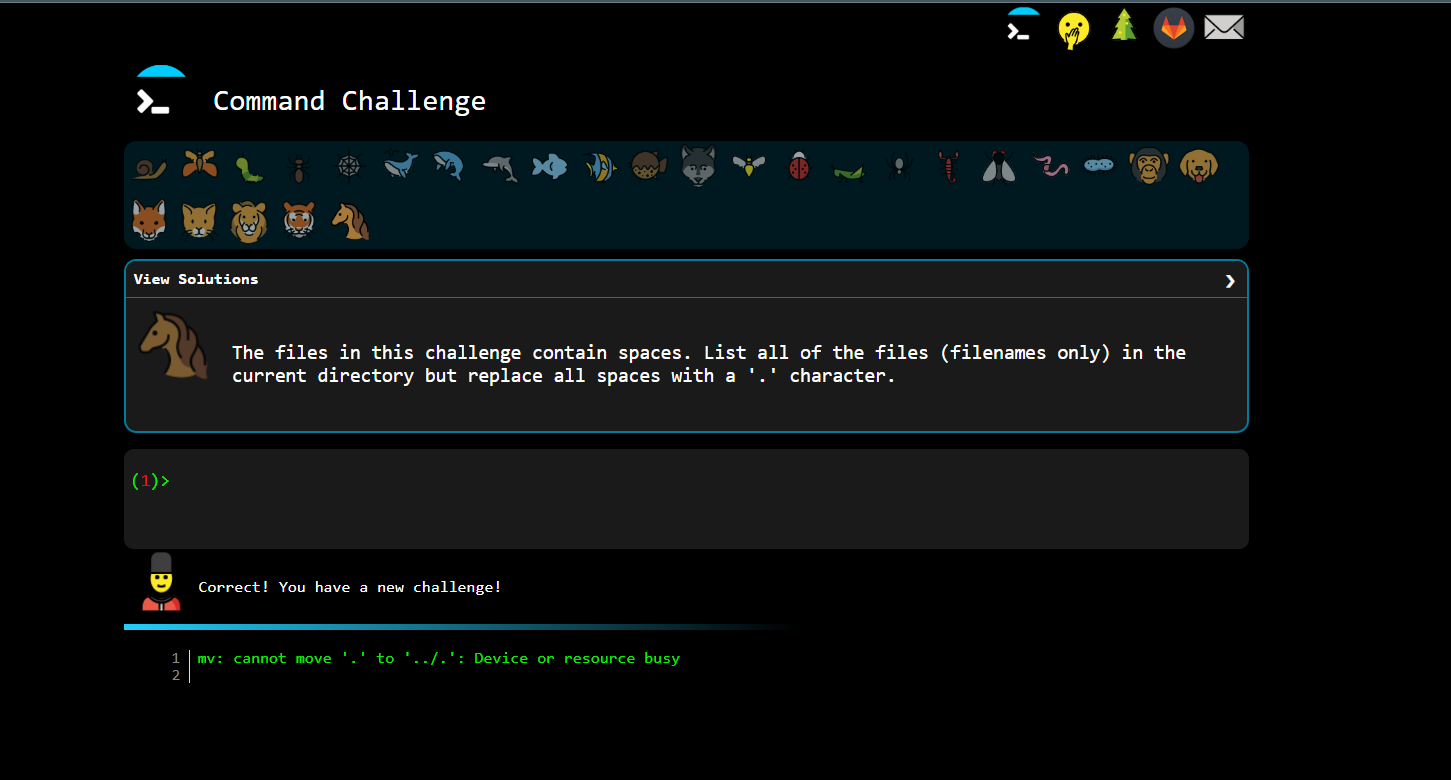 Command Challenge
View Solutions
The files in this challenge contain spaces. List all of the files (filenames only) in the
current directory but replace all spaces with a '.' character.
(1)>
Correct! You have a new challenge!
1 mv: cannot move '.' to '../.': Device or resource busy
2